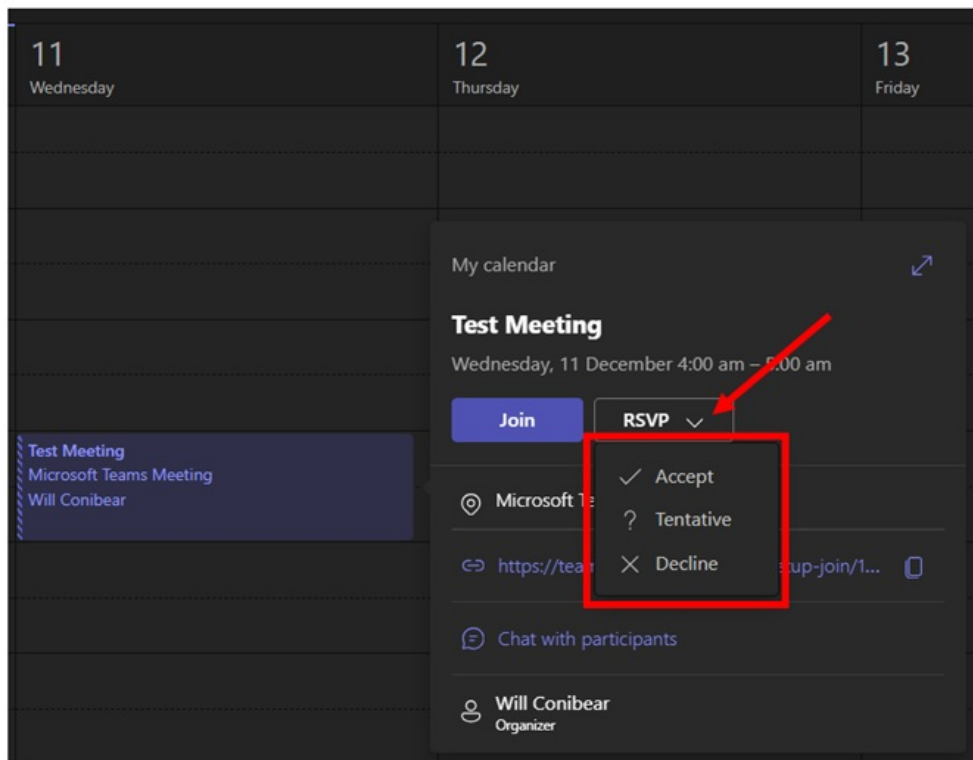 11
Wednesday
12
Thursday
13
Friday
Test Meeting
Microsoft Teams Meeting
Will Conibear
My calendar
Test Meeting
Wednesday, 11 December 4:00 am – 5:00 am
Join
RSVP
Accept
Tentative
Decline
Microsoft
https://tea
up-join/1...
Chat with participants
Will Conibear
Organizer